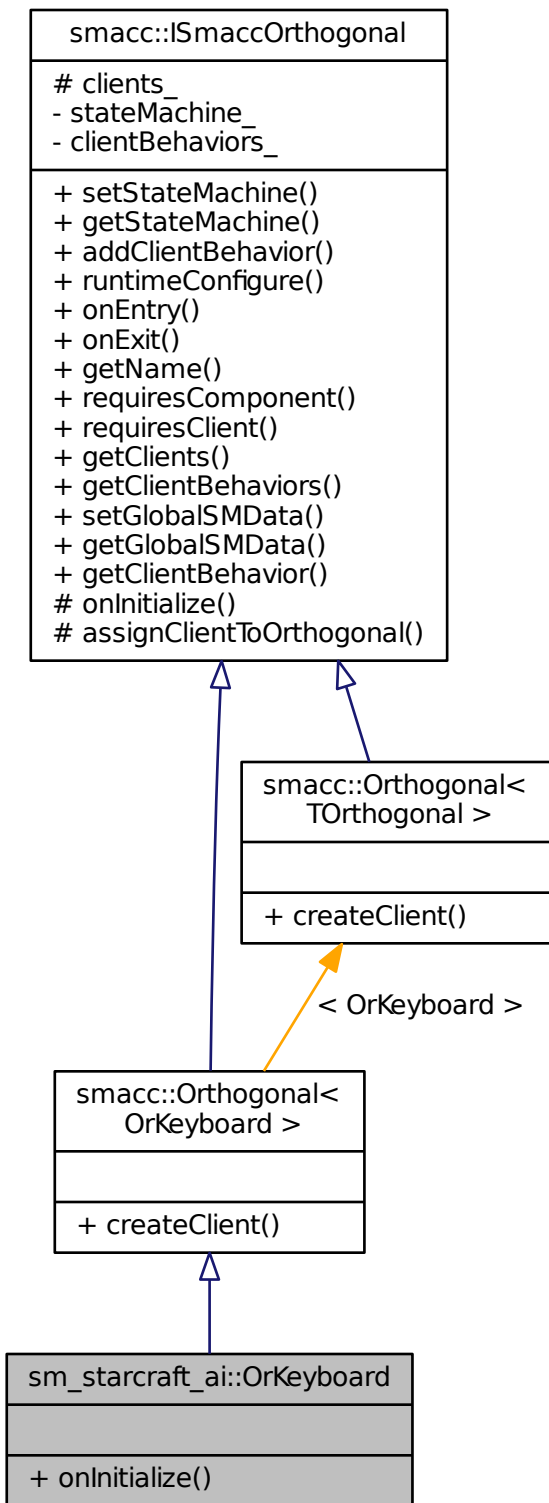 smacc::ISmaccOrthogonal
# clients_
- stateMachine_
- clientBehaviors_
+ setStateMachine()
+ getStateMachine()
+ addClientBehavior()
+ runtimeConfigure()
+ onEntry()
+ onExit()
+ getName()
+ requiresComponent()
+ requiresClient()
+ getClients()
+ getClientBehaviors()
+ setGlobalSMData()
+ getGlobalSMData()
+ getClientBehavior()
# onInitialize()
# assignClientToOrthogonal()
smacc::Orthogonal<
TOrthogonal >
+ createClient()
< OrKeyboard >
smacc::Orthogonal<
OrKeyboard >
+ createClient()
sm_starcraft_ai::OrKeyboard
+ onInitialize()